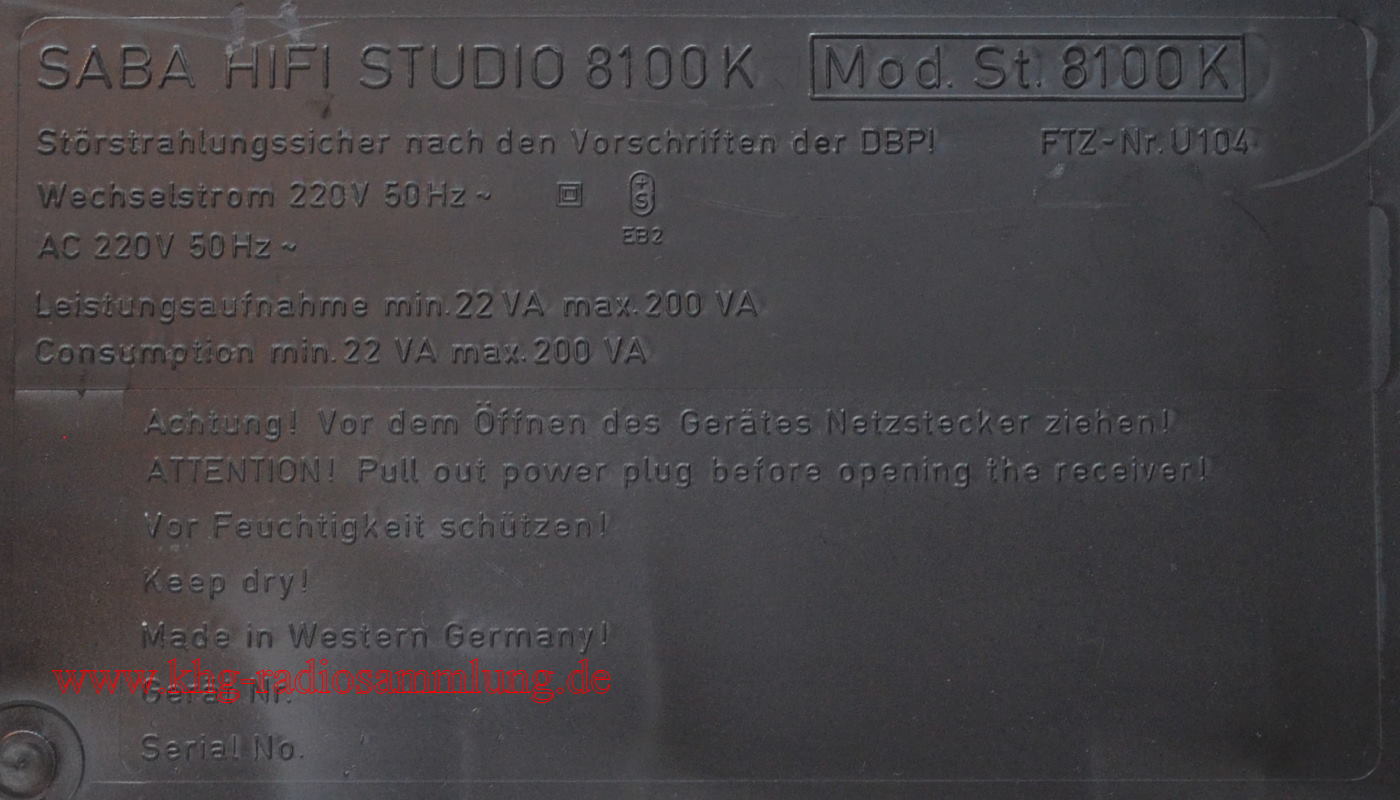 SABA HIFI STUDIO 8100 K Mod. St. 8100 K
Störstrahlungssicher nach den Vorschriften der DBP! FTZ-Nr. U104
Wechselstrom 220V 50Hz ~ + S
EB2
AC 220V 50Hz ~
Leistungsaufnahme min. 22 VA max. 200 VA
Consumption min. 22 VA max. 200 VA
Achtung! Vor dem Öffnen des Gerätes Netzstecker ziehen!
ATTENTION! Pull out power plug before opening the receiver!
Vor Feuchtigkeit schützen!
Keep dry!
Made in Western Germany!
www.khg-radiosammlung.de
Gerät Nr.
Serial No.